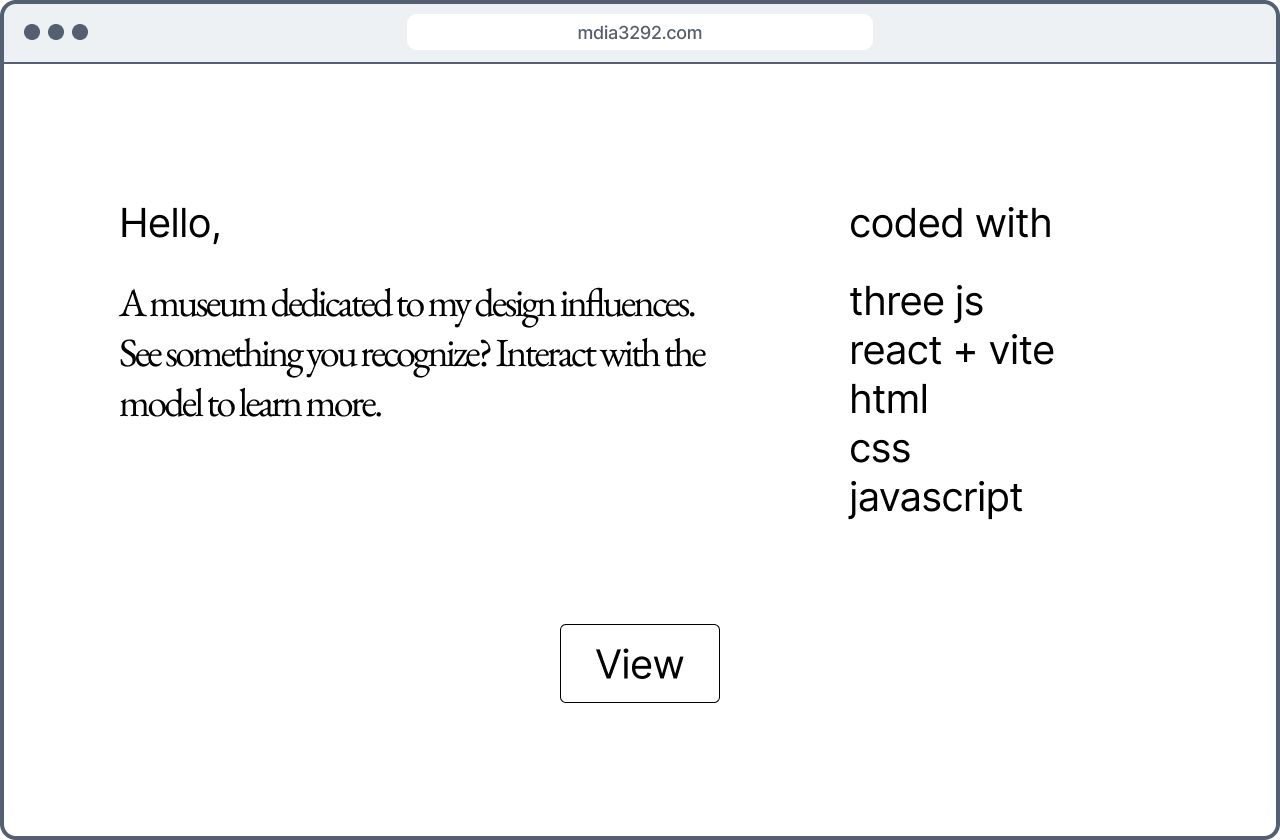 mdia3292.com
Hello,
A museum dedicated to my design influences.
See something you recognize? Interact with the
model to learn more.
coded with
three js
react + vite
html
css
javascript
View